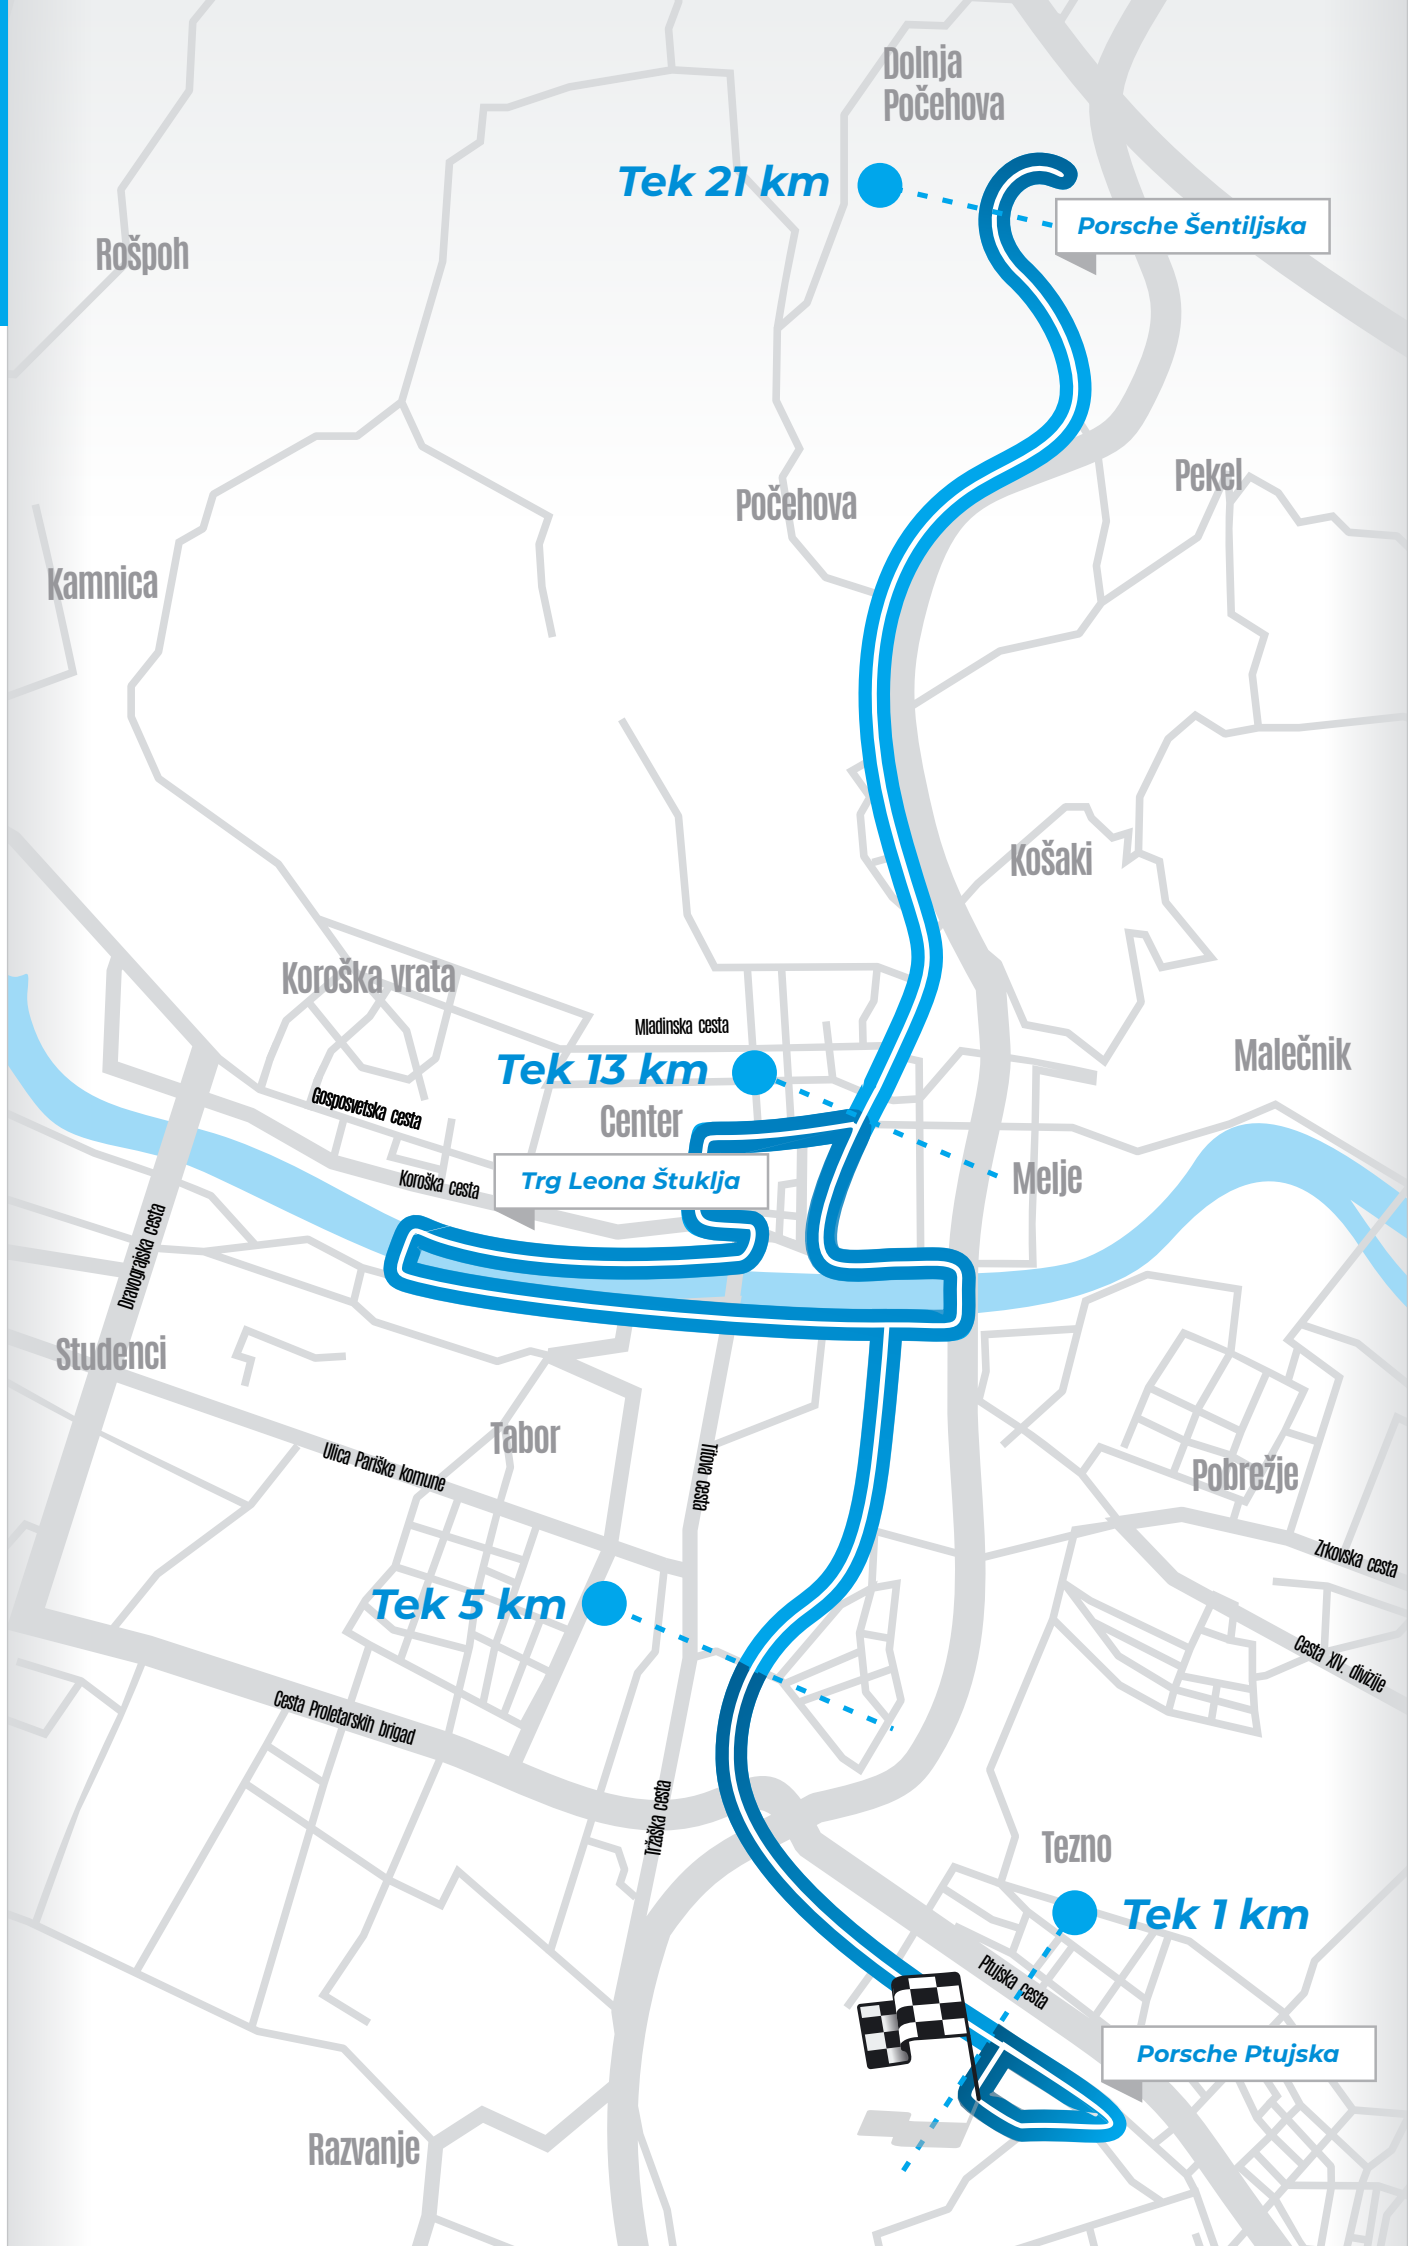 Dolnja
Počehova
Tek 21 km
Porsche Šentiljska
Rošpoh
Pekel
Počehova
Kamnica
Košaki
Koroška vrata
Mladinska cesta
Malečnik
Tek 13 km
Gosposvetska cesta
Center
Melje
Koroška cesta
Trg Leona Štuklja
Dravograjska cesta
Studenci
Tabor
Ulica Pariške komune
Titova cesta
Pobrežje
Zrkovska cesta
Tek 5 km
Cesta XIV. divizije
Cesta Proletarskih brigad
Tržaška cesta
Tezno
Tek 1 km
Ptujska cesta
Porsche Ptujska
Razvanje